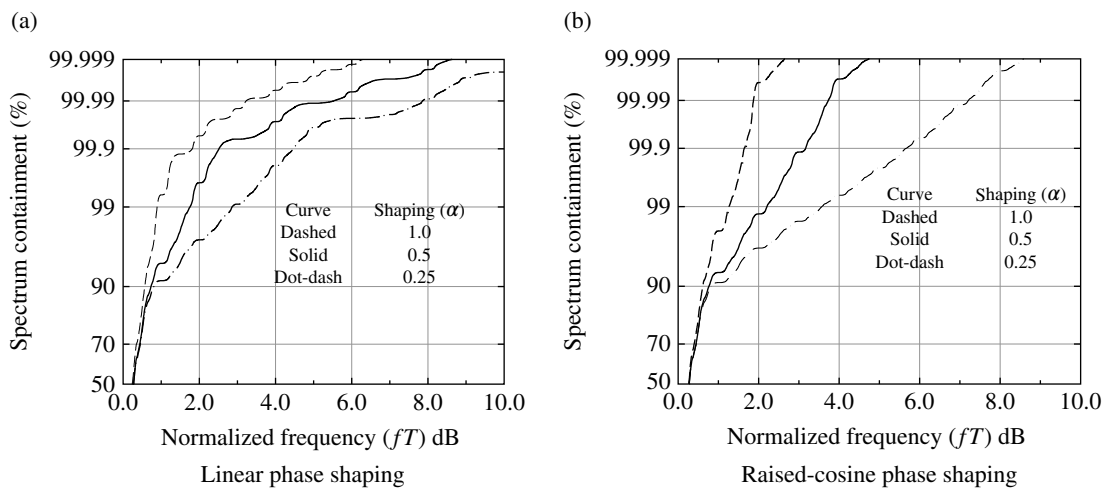 (a)
99.999
99.99
99.9
99
90
70
50
Spectrum containment (%)
Curve Shaping (α)
Dashed 1.0
Solid 0.5
Dot-dash 0.25
0.0 2.0 4.0 6.0 8.0 10.0
Normalized frequency (fT) dB
Linear phase shaping
(b)
99.999
99.99
99.9
99
90
70
50
Spectrum containment (%)
Curve Shaping (α)
Dashed 1.0
Solid 0.5
Dot-dash 0.25
0.0 2.0 4.0 6.0 8.0 10.0
Normalized frequency (fT) dB
Raised-cosine phase shaping